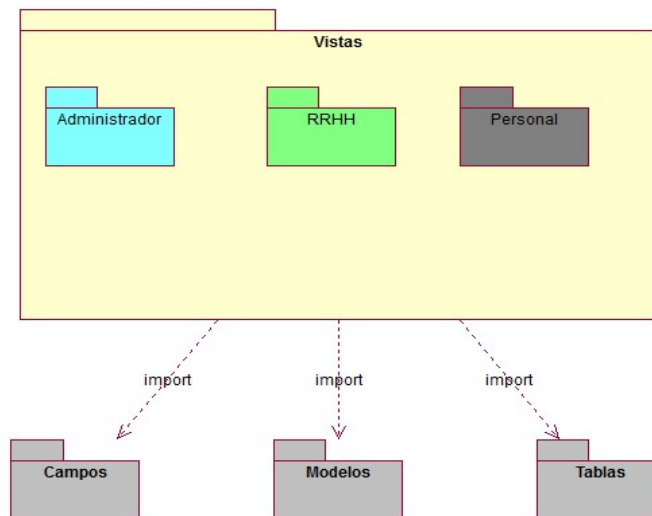 Vistas
Administrador
RRHH
Personal
import
import
import
Campos
Modelos
Tablas